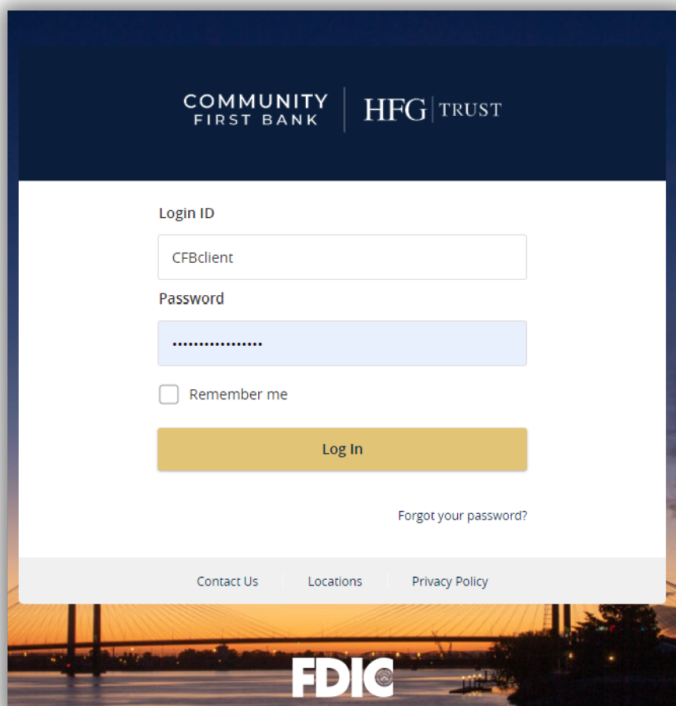 COMMUNITY
FIRST BANK
HFG TRUST
Login ID
CFBclient
Password
•••••••••••••••••
Remember me
Log In
Forgot your password?
Contact Us Locations Privacy Policy
FDIC